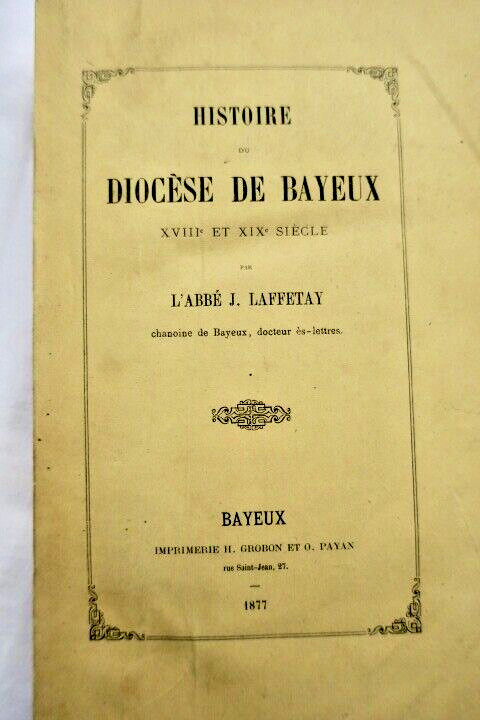 HISTOIRE
DU
DIOCÈSE DE BAYEUX
XVIIIe ET XIXe SIÈCLE
PAR
L'ABBÉ J. LAFFETAY
chanoine de Bayeux, docteur ès-lettres.
BAYEUX
IMPRIMERIE H. GROBON ET O. PAYAN
rue Saint-Jean, 27.
1877